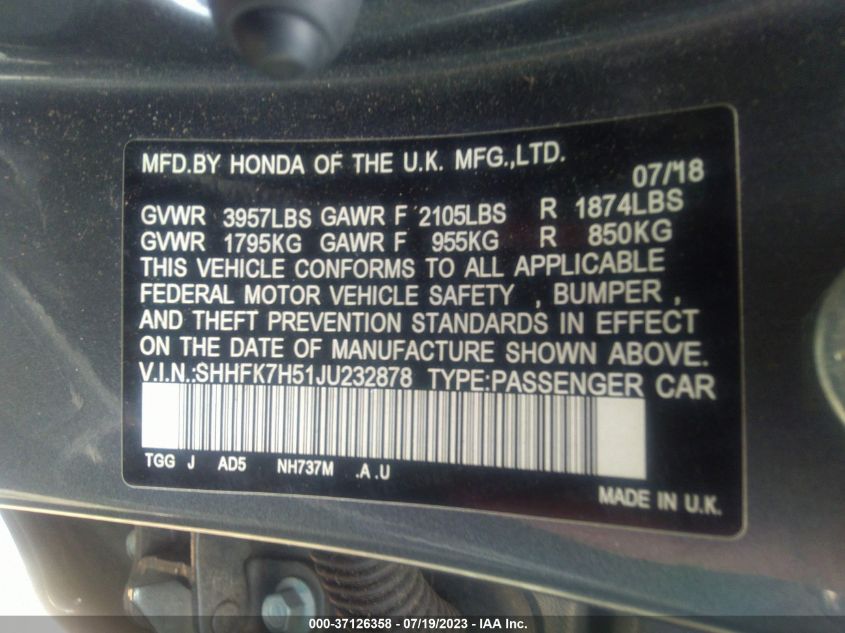 MFD.BY HONDA OF THE U.K. MFG.,LTD. 07/18
GVWR 3957LBS GAWR F 2105LBS R 1874LBS
GVWR 1795KG GAWR F 955KG R 850KG
THIS VEHICLE CONFORMS TO ALL APPLICABLE
FEDERAL MOTOR VEHICLE SAFETY , BUMPER ,
AND THEFT PREVENTION STANDARDS IN EFFECT
ON THE DATE OF MANUFACTURE SHOWN ABOVE.
V.I.N.:SHHFK7H51JU232878 TYPE:PASSENGER CAR
TGG J AD5 NH737M .A .U
MADE IN U.K.
000-37126358 - 07/19/2023 - IAA Inc.